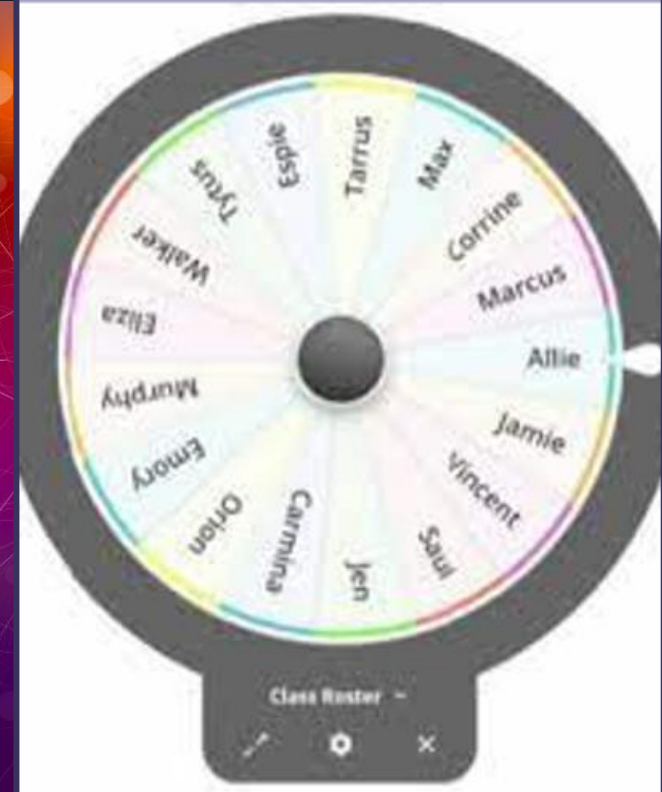 Tarrus
Max
Corrine
Marcus
Allie
Jamie
Vincent
Saul
Jen
Carmina
Orion
Emory
Murphy
Eliza
Walker
Tytus
Espie
Class Roster